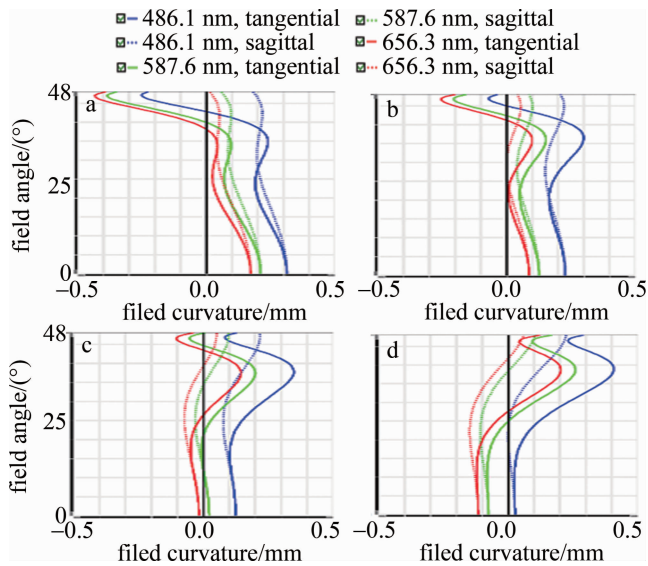 486.1 nm, tangential 587.6 nm, sagittal
486.1 nm, sagittal 656.3 nm, tangential
587.6 nm, tangential 656.3 nm, sagittal
48
a
b
field angle/(°)
25
0
−0.5 0.0 0.5 −0.5 0.0 0.5
filed curvature/mm filed curvature/mm
48
c
d
field angle/(°)
25
0
−0.5 0.0 0.5 −0.5 0.0 0.5
filed curvature/mm filed curvature/mm